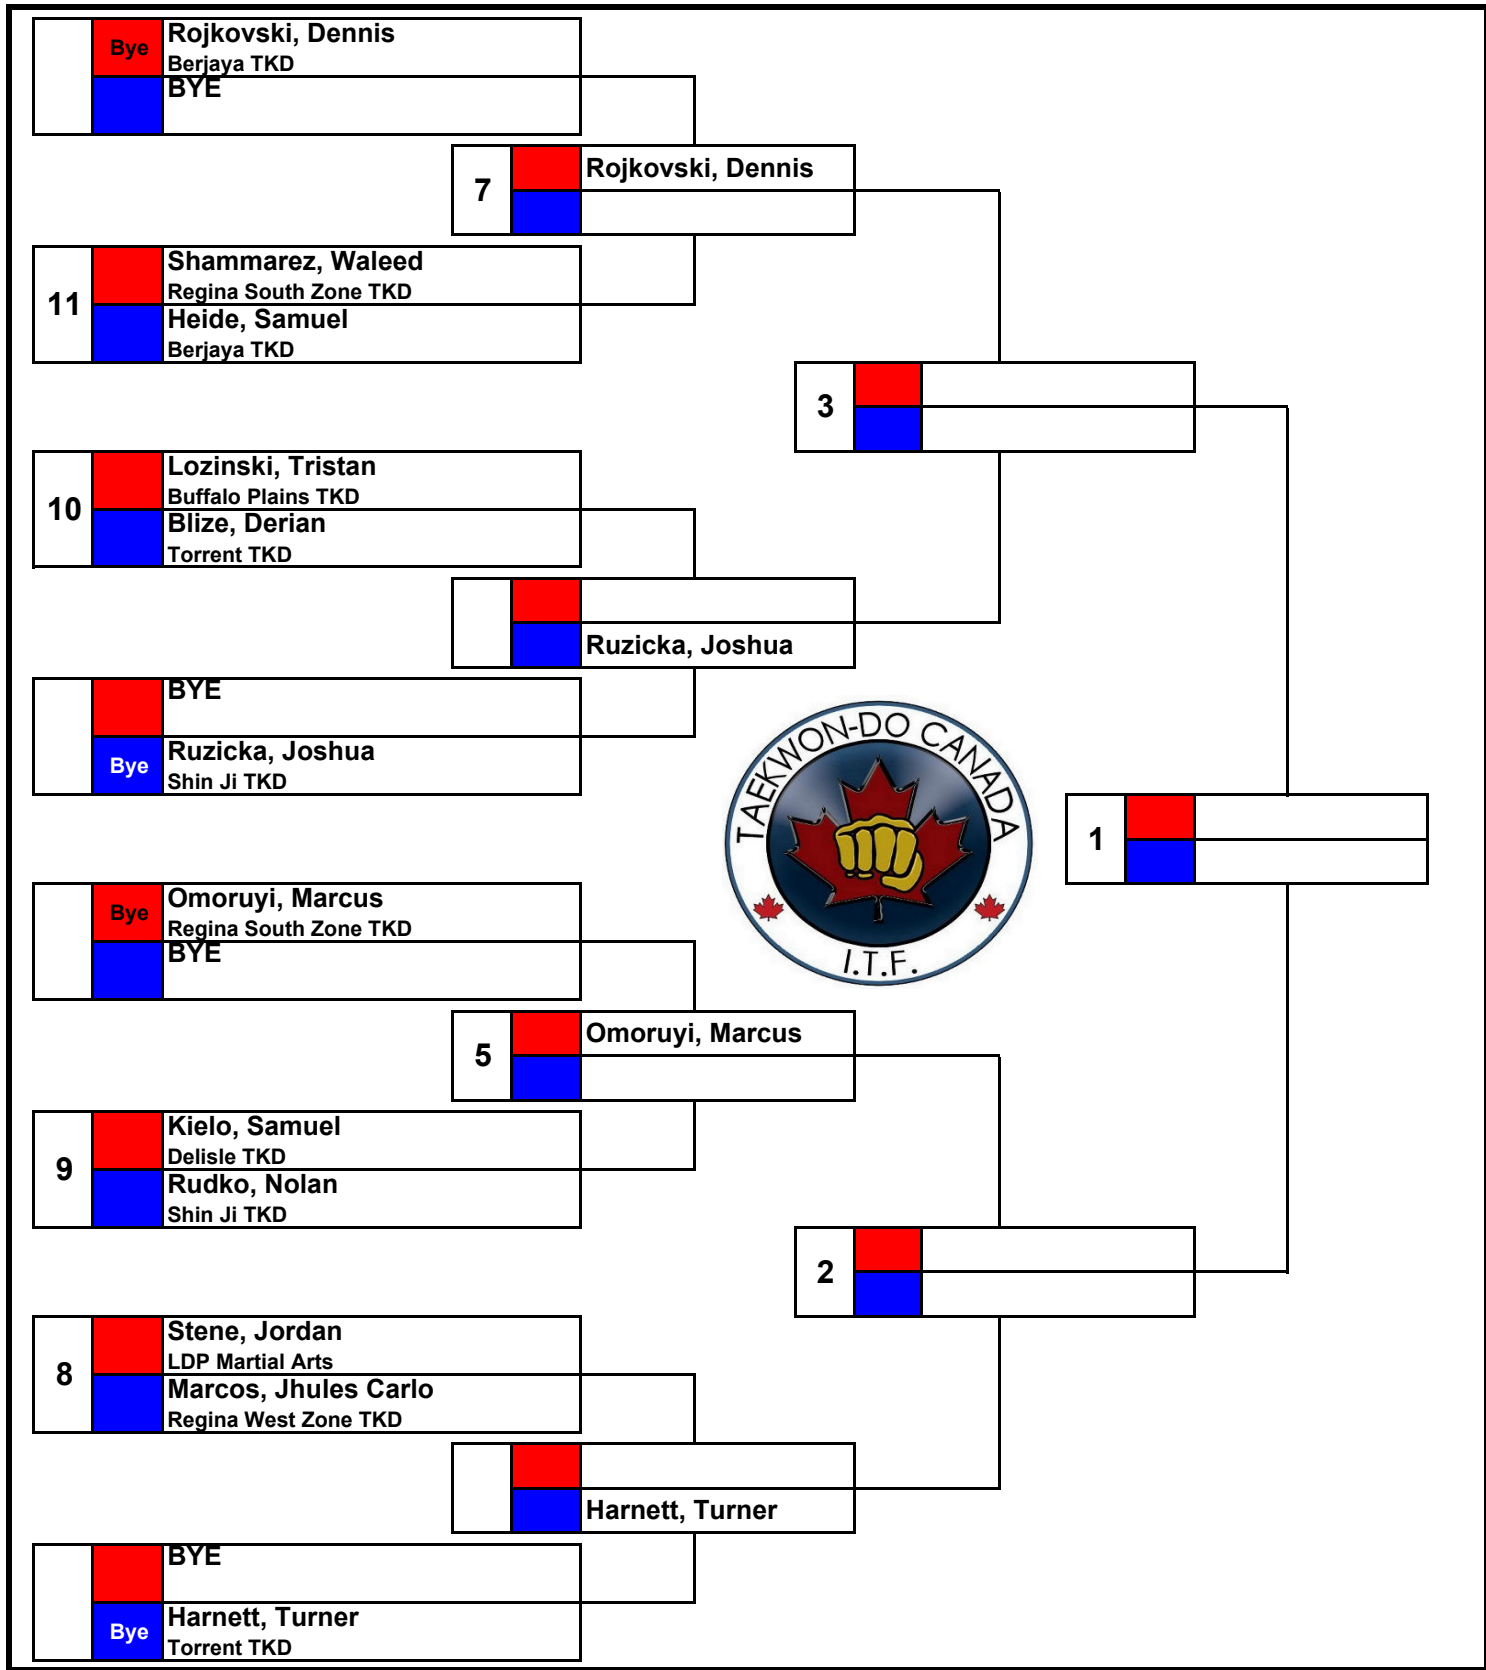 Bye
Rojkovski, Dennis
Berjaya TKD
BYE
7
Rojkovski, Dennis
11
Shammarez, Waleed
Regina South Zone TKD
Heide, Samuel
Berjaya TKD
3
10
Lozinski, Tristan
Buffalo Plains TKD
Blize, Derian
Torrent TKD
Ruzicka, Joshua
BYE
Bye
Ruzicka, Joshua
Shin Ji TKD
TAEKWON-DO CANADA
I.T.F.
1
Bye
Omoruyi, Marcus
Regina South Zone TKD
BYE
5
Omoruyi, Marcus
9
Kielo, Samuel
Delisle TKD
Rudko, Nolan
Shin Ji TKD
2
8
Stene, Jordan
LDP Martial Arts
Marcos, Jhules Carlo
Regina West Zone TKD
Harnett, Turner
BYE
Bye
Harnett, Turner
Torrent TKD